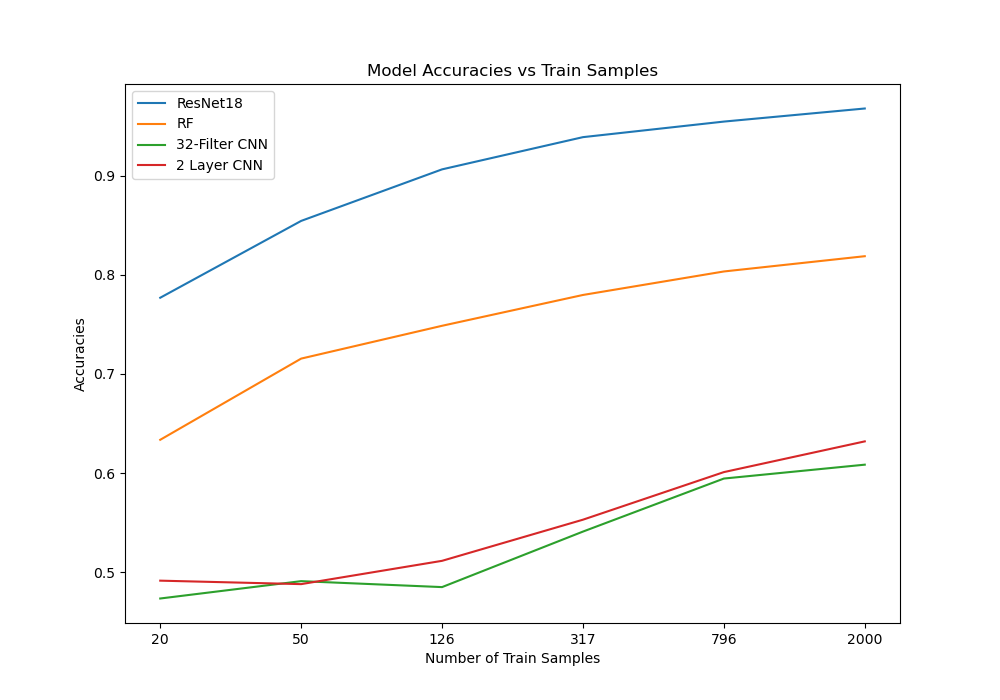 Model Accuracies vs Train Samples
ResNet18
RF
32-Filter CNN
2 Layer CNN
0.9
0.8
0.7
0.6
0.5
Accuracies
20 50 126 317 796 2000
Number of Train Samples